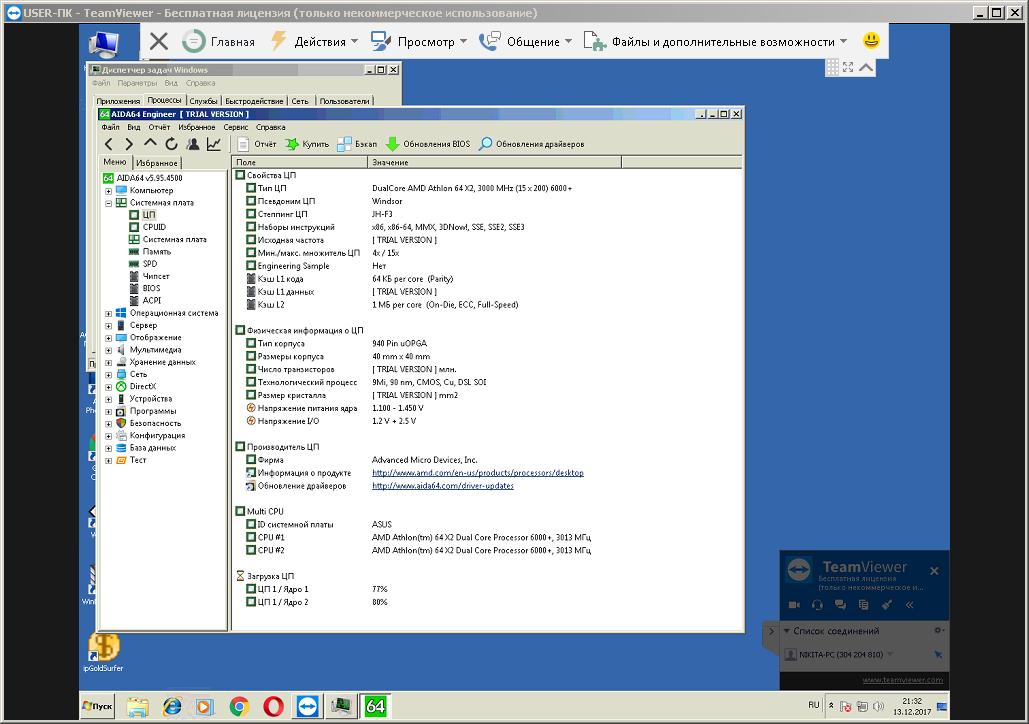 USER-ПК - TeamViewer - Бесплатная лицензия (только некоммерческое использование)
Главная Действия Просмотр Общение Файлы и дополнительные возможности
Диспетчер задач Windows
Файл Параметры Вид Справка
Приложения Процессы Службы Быстродействие Сеть Пользователи
64 AIDA64 Engineer [ TRIAL VERSION ]
Файл Вид Отчёт Избранное Сервис Справка
Отчёт Купить Бэкап Обновления BIOS Обновления драйверов
Меню Избранное
Поле Значение
64 AIDA64 v5.95.4500
Компьютер
Системная плата
ЦП
CPUID
Системная плата
Память
SPD
Чипсет
BIOS
ACPI
Операционная система
Сервер
Отображение
Мультимедиа
Хранение данных
Сеть
DirectX
Устройства
Программы
Безопасность
Конфигурация
База данных
Тест
Свойства ЦП
Тип ЦП DualCore AMD Athlon 64 X2, 3000 MHz (15 x 200) 6000+
Псевдоним ЦП Windsor
Степпинг ЦП JH-F3
Наборы инструкций x86, x86-64, MMX, 3DNow!, SSE, SSE2, SSE3
Исходная частота [ TRIAL VERSION ]
Мин./макс. множитель ЦП 4x / 15x
Engineering Sample Нет
Кэш L1 кода 64 КБ per core (Parity)
Кэш L1 данных [ TRIAL VERSION ]
Кэш L2 1 МБ per core (On-Die, ECC, Full-Speed)
Физическая информация о ЦП
Тип корпуса 940 Pin uOPGA
Размеры корпуса 40 mm x 40 mm
Число транзисторов [ TRIAL VERSION ] млн.
Технологический процесс 9Mi, 90 nm, CMOS, Cu, DSL SOI
Размер кристалла [ TRIAL VERSION ] mm2
Напряжение питания ядра 1.100 - 1.450 V
Напряжение I/O 1.2 V + 2.5 V
Производитель ЦП
Фирма Advanced Micro Devices, Inc.
Информация о продукте http://www.amd.com/en-us/products/processors/desktop
Обновление драйверов http://www.aida64.com/driver-updates
Multi CPU
ID системной платы ASUS
CPU #1 AMD Athlon(tm) 64 X2 Dual Core Processor 6000+, 3013 МГц
CPU #2 AMD Athlon(tm) 64 X2 Dual Core Processor 6000+, 3013 МГц
Загрузка ЦП
ЦП 1 / Ядро 1 77%
ЦП 1 / Ядро 2 80%
TeamViewer
Бесплатная лицензия
(только некоммерческое и...
Список соединений
NIKITA-PC (304 204 810)
www.teamviewer.com
ipGoldSurfer
Пуск
64
RU
21:32
13.12.2017